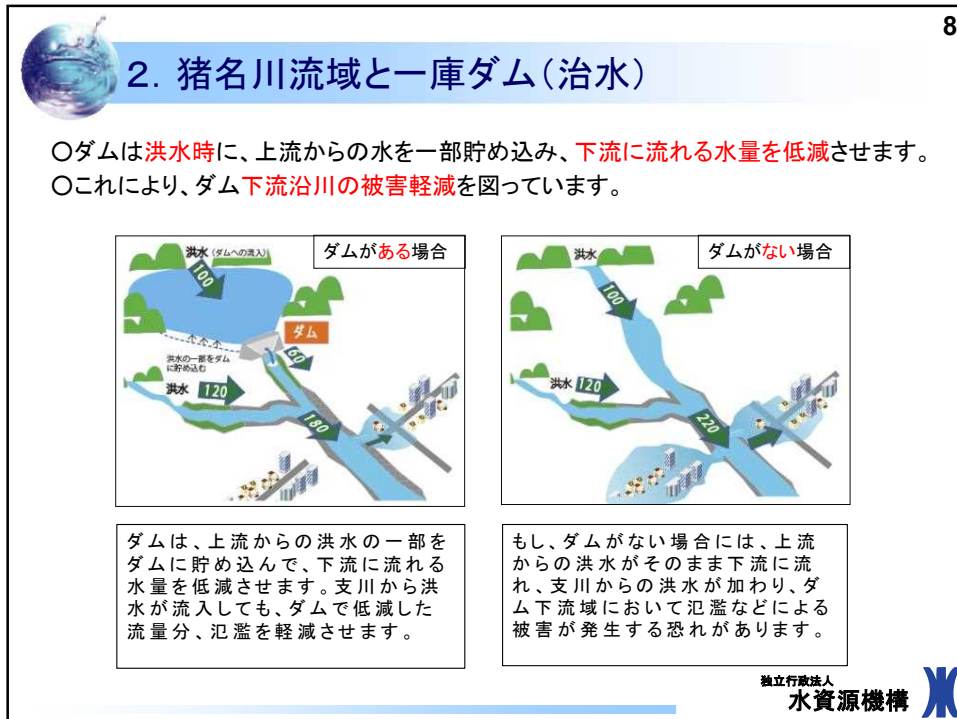 8
2. 猪名川流域と一庫ダム(治水)
○ダムは洪水時に、上流からの水を一部貯め込み、下流に流れる水量を低減させます。
○これにより、ダム下流沿川の被害軽減を図っています。
ダムがある場合
洪水(ダムへの流入)
100
ダム
60
洪水の一部をダム
に貯め込む
洪水 120
180
ダムがない場合
洪水
100
洪水 120
220
ダムは、上流からの洪水の一部を
ダムに貯め込んで、下流に流れる
水量を低減させます。支川から洪
水が流入しても、ダムで低減した
流量分、氾濫を軽減させます。
もし、ダムがない場合には、上流
からの洪水がそのまま下流に流
れ、支川からの洪水が加わり、ダ
ム下流域において氾濫などによる
被害が発生する恐れがあります。
独立行政法人
水資源機構